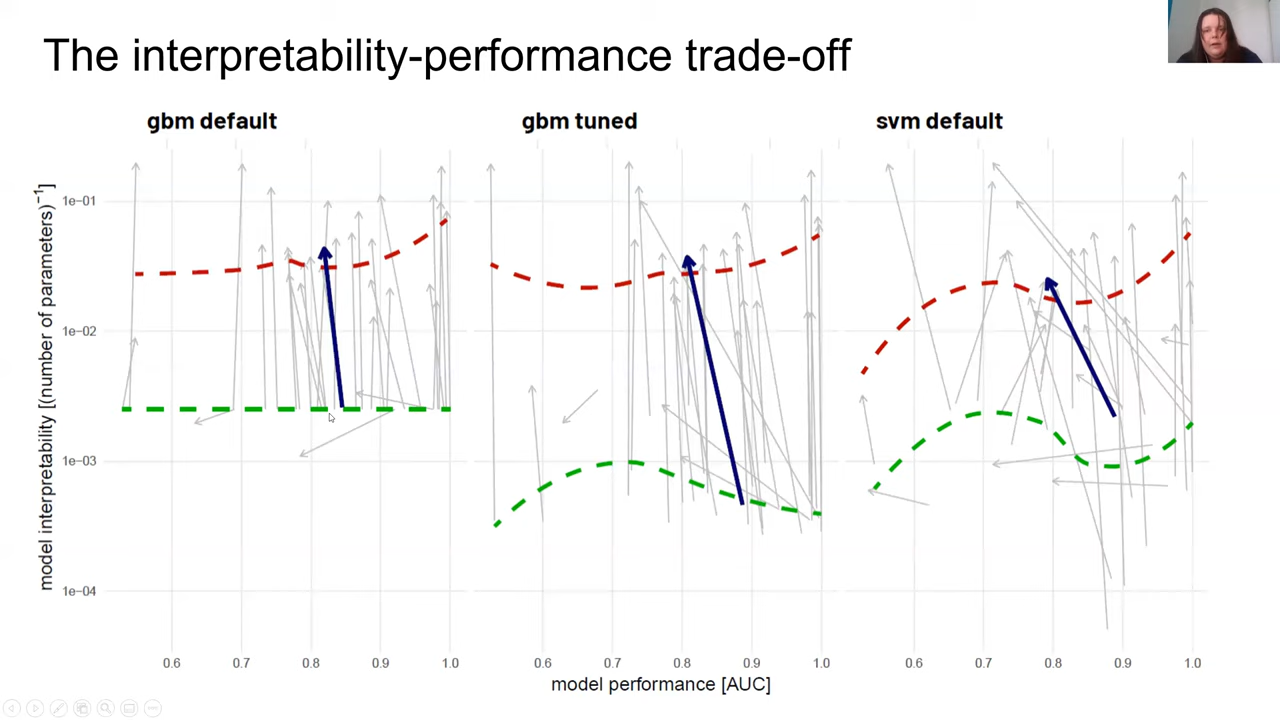 The interpretability-performance trade-off
gbm default
gbm tuned
svm default
model interpretability [(number of parameters)⁻¹]
1e−01
1e−02
1e−03
1e−04
0.6 0.7 0.8 0.9 1.0
0.6 0.7 0.8 0.9 1.0
0.6 0.7 0.8 0.9 1.0
model performance [AUC]